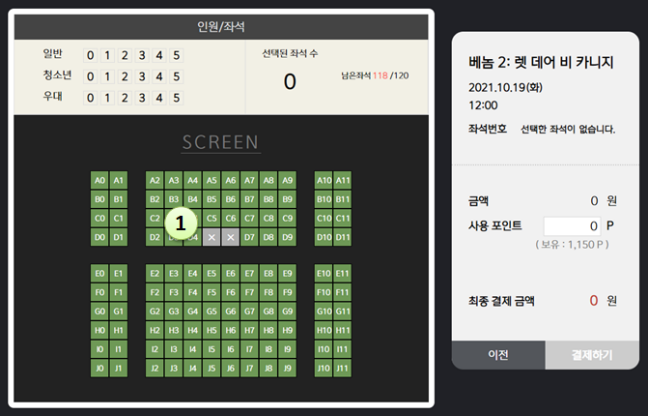 인원/좌석
일반 0 1 2 3 4 5
청소년 0 1 2 3 4 5
우대 0 1 2 3 4 5
선택된 좌석 수
0
남은좌석 118 /120
SCREEN
A0 A1 A2 A3 A4 A5 A6 A7 A8 A9 A10 A11
B0 B1 B2 B3 B4 B5 B6 B7 B8 B9 B10 B11
C0 C1 C2 C5 C6 C7 C8 C9 C10 C11
1
D0 D1 D2 × × D7 D8 D9 D10 D11
E0 E1 E2 E3 E4 E5 E6 E7 E8 E9 E10 E11
F0 F1 F2 F3 F4 F5 F6 F7 F8 F9 F10 F11
G0 G1 G2 G3 G4 G5 G6 G7 G8 G9 G10 G11
H0 H1 H2 H3 H4 H5 H6 H7 H8 H9 H10 H11
I0 I1 I2 I3 I4 I5 I6 I7 I8 I9 I10 I11
J0 J1 J2 J3 J4 J5 J6 J7 J8 J9 J10 J11
베놈 2: 렛 데어 비 카니지
2021.10.19(화)
12:00
좌석번호 선택한 좌석이 없습니다.
금액 0 원
사용 포인트 0 P
( 보유 : 1,150 P )
최종 결제 금액 0 원
이전 결제하기